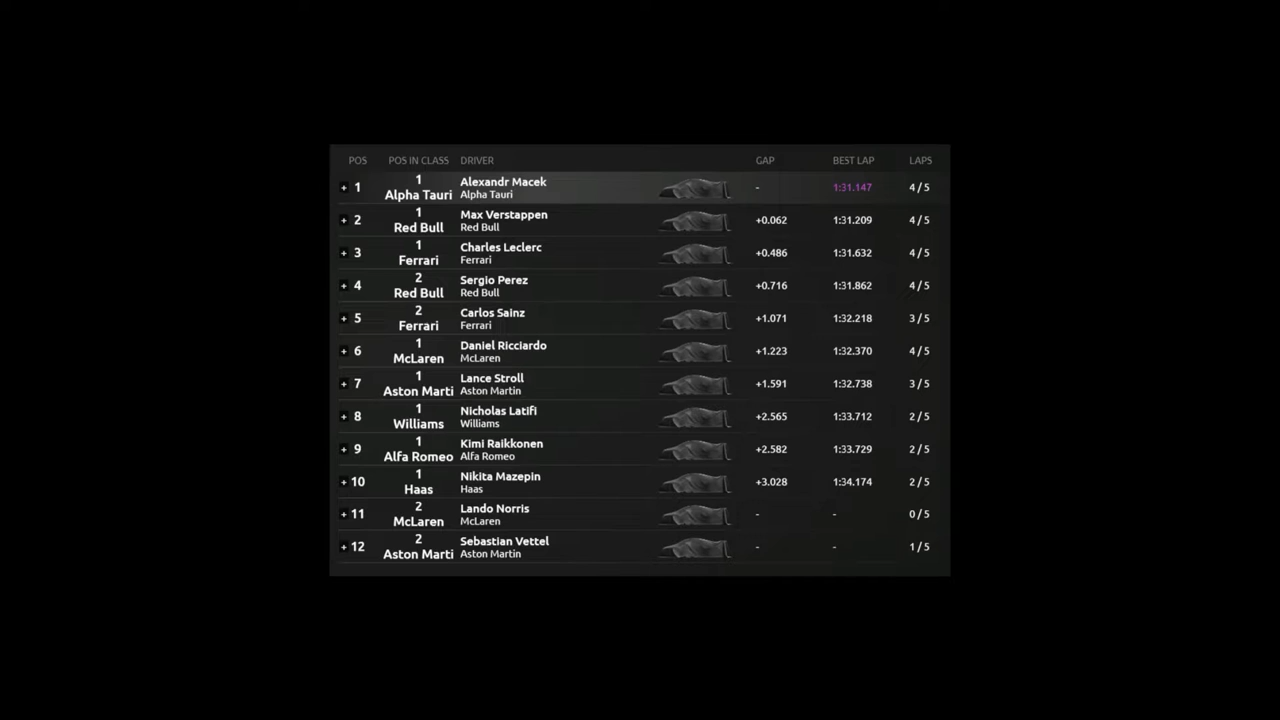 POS POS IN CLASS DRIVER GAP BEST LAP LAPS
+ 1 1 Alexandr Macek - 1:31.147 4/5
Alpha Tauri Alpha Tauri
+ 2 1 Max Verstappen +0.062 1:31.209 4/5
Red Bull Red Bull
+ 3 1 Charles Leclerc +0.486 1:31.632 4/5
Ferrari Ferrari
+ 4 2 Sergio Perez +0.716 1:31.862 4/5
Red Bull Red Bull
+ 5 2 Carlos Sainz +1.071 1:32.218 3/5
Ferrari Ferrari
+ 6 1 Daniel Ricciardo +1.223 1:32.370 4/5
McLaren McLaren
+ 7 1 Lance Stroll +1.591 1:32.738 3/5
Aston Marti Aston Martin
+ 8 1 Nicholas Latifi +2.565 1:33.712 2/5
Williams Williams
+ 9 1 Kimi Raikkonen +2.582 1:33.729 2/5
Alfa Romeo Alfa Romeo
+ 10 1 Nikita Mazepin +3.028 1:34.174 2/5
Haas Haas
+ 11 2 Lando Norris - - 0/5
McLaren McLaren
+ 12 2 Sebastian Vettel - - 1/5
Aston Marti Aston Martin